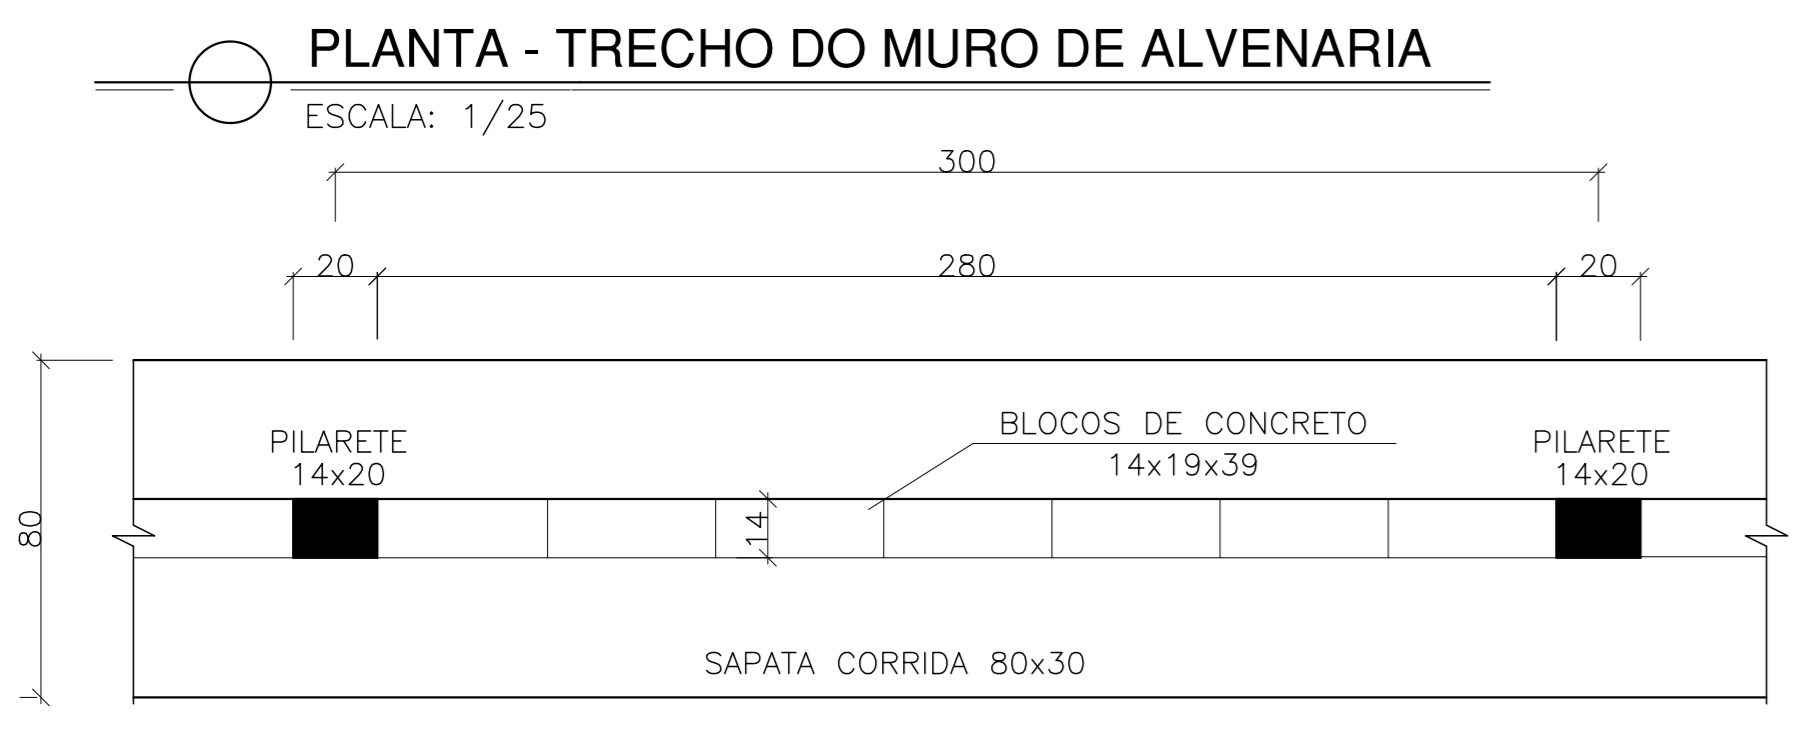 PLANTA - TRECHO DO MURO DE ALVENARIA
ESCALA: 1/25
300
20
280
20
BLOCOS DE CONCRETO
14x19x39
PILARETE
14x20
PILARETE
14x20
80
14
SAPATA CORRIDA 80x30